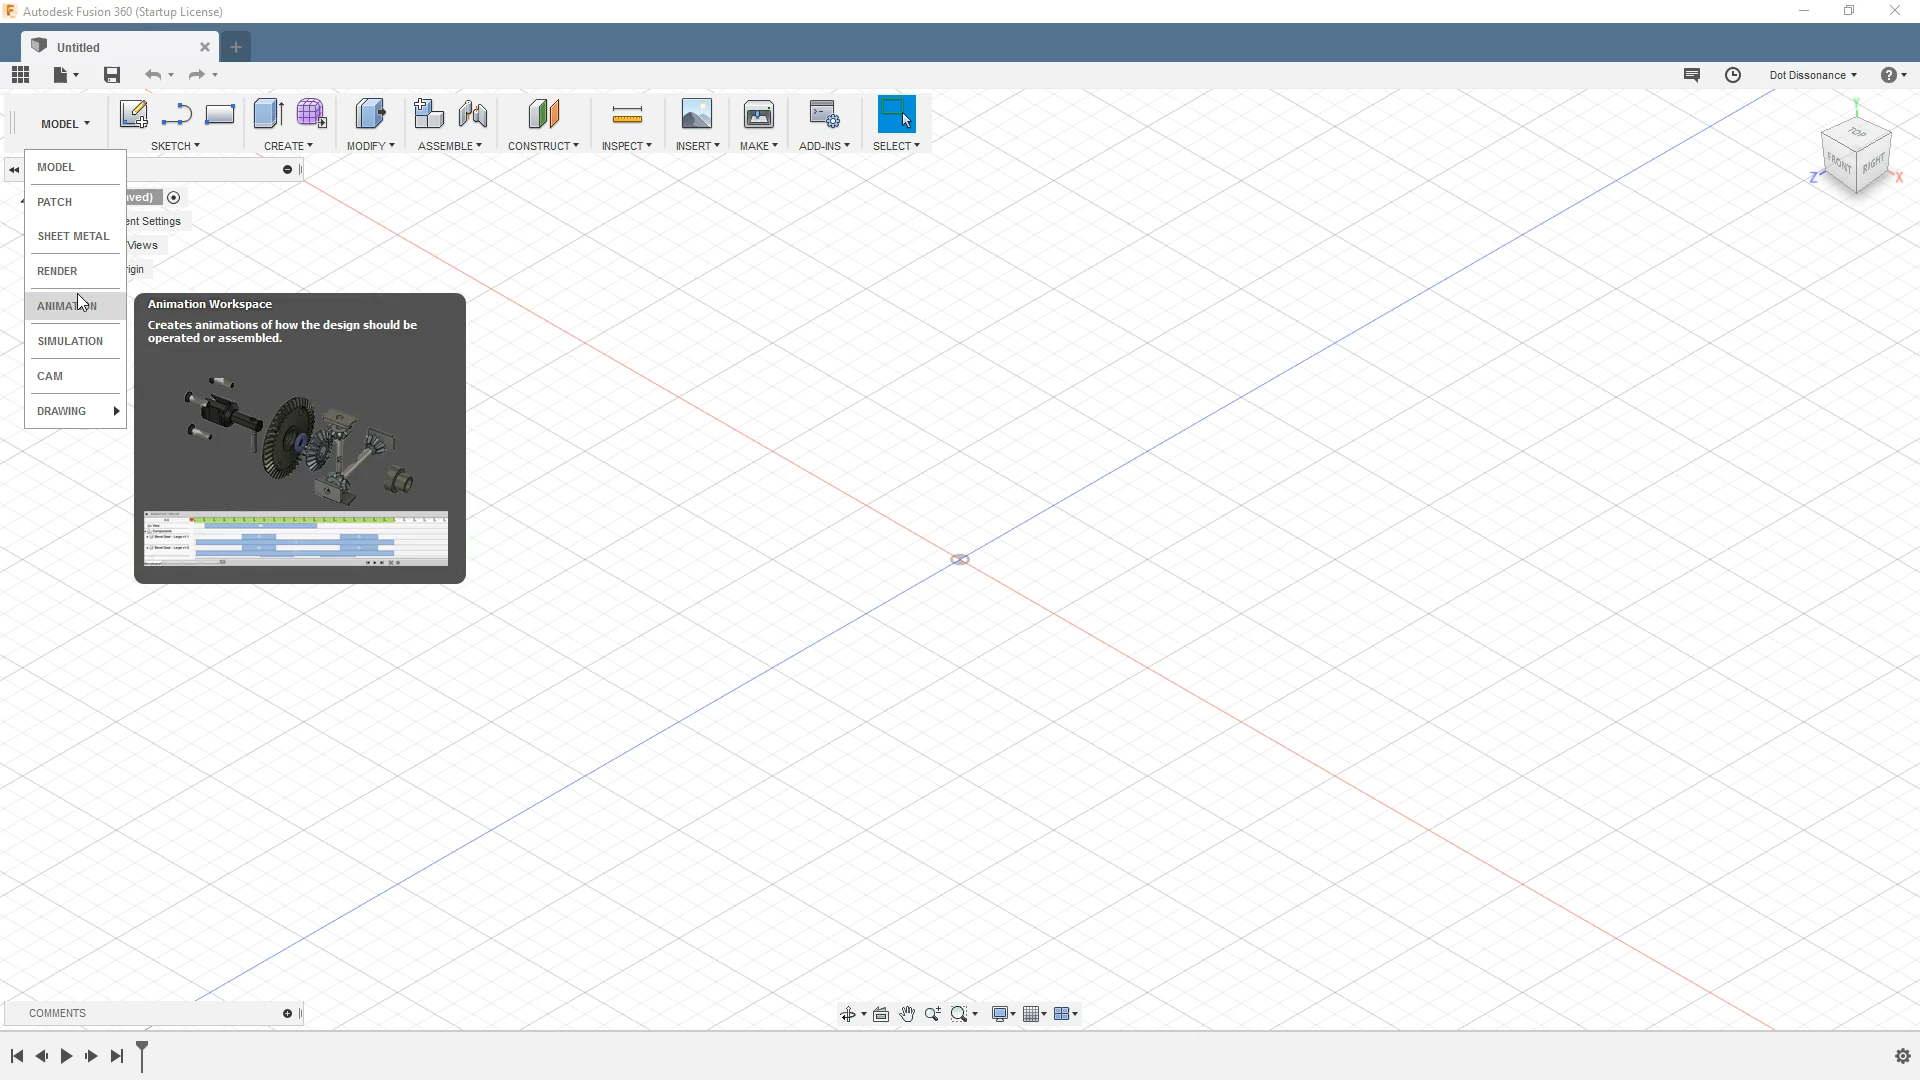 Autodesk Fusion 360 (Startup License)
Untitled
Dot Dissonance
MODEL
SKETCH
CREATE
MODIFY
ASSEMBLE
CONSTRUCT
INSPECT
INSERT
MAKE
ADD-INS
SELECT
MODEL
PATCH
SHEET METAL
RENDER
ANIMATION
SIMULATION
CAM
DRAWING
aved)
ent Settings
Views
rigin
Animation Workspace
Creates animations of how the design should be
operated or assembled.
Y
TOP
FRONT
RIGHT
Z
X
COMMENTS